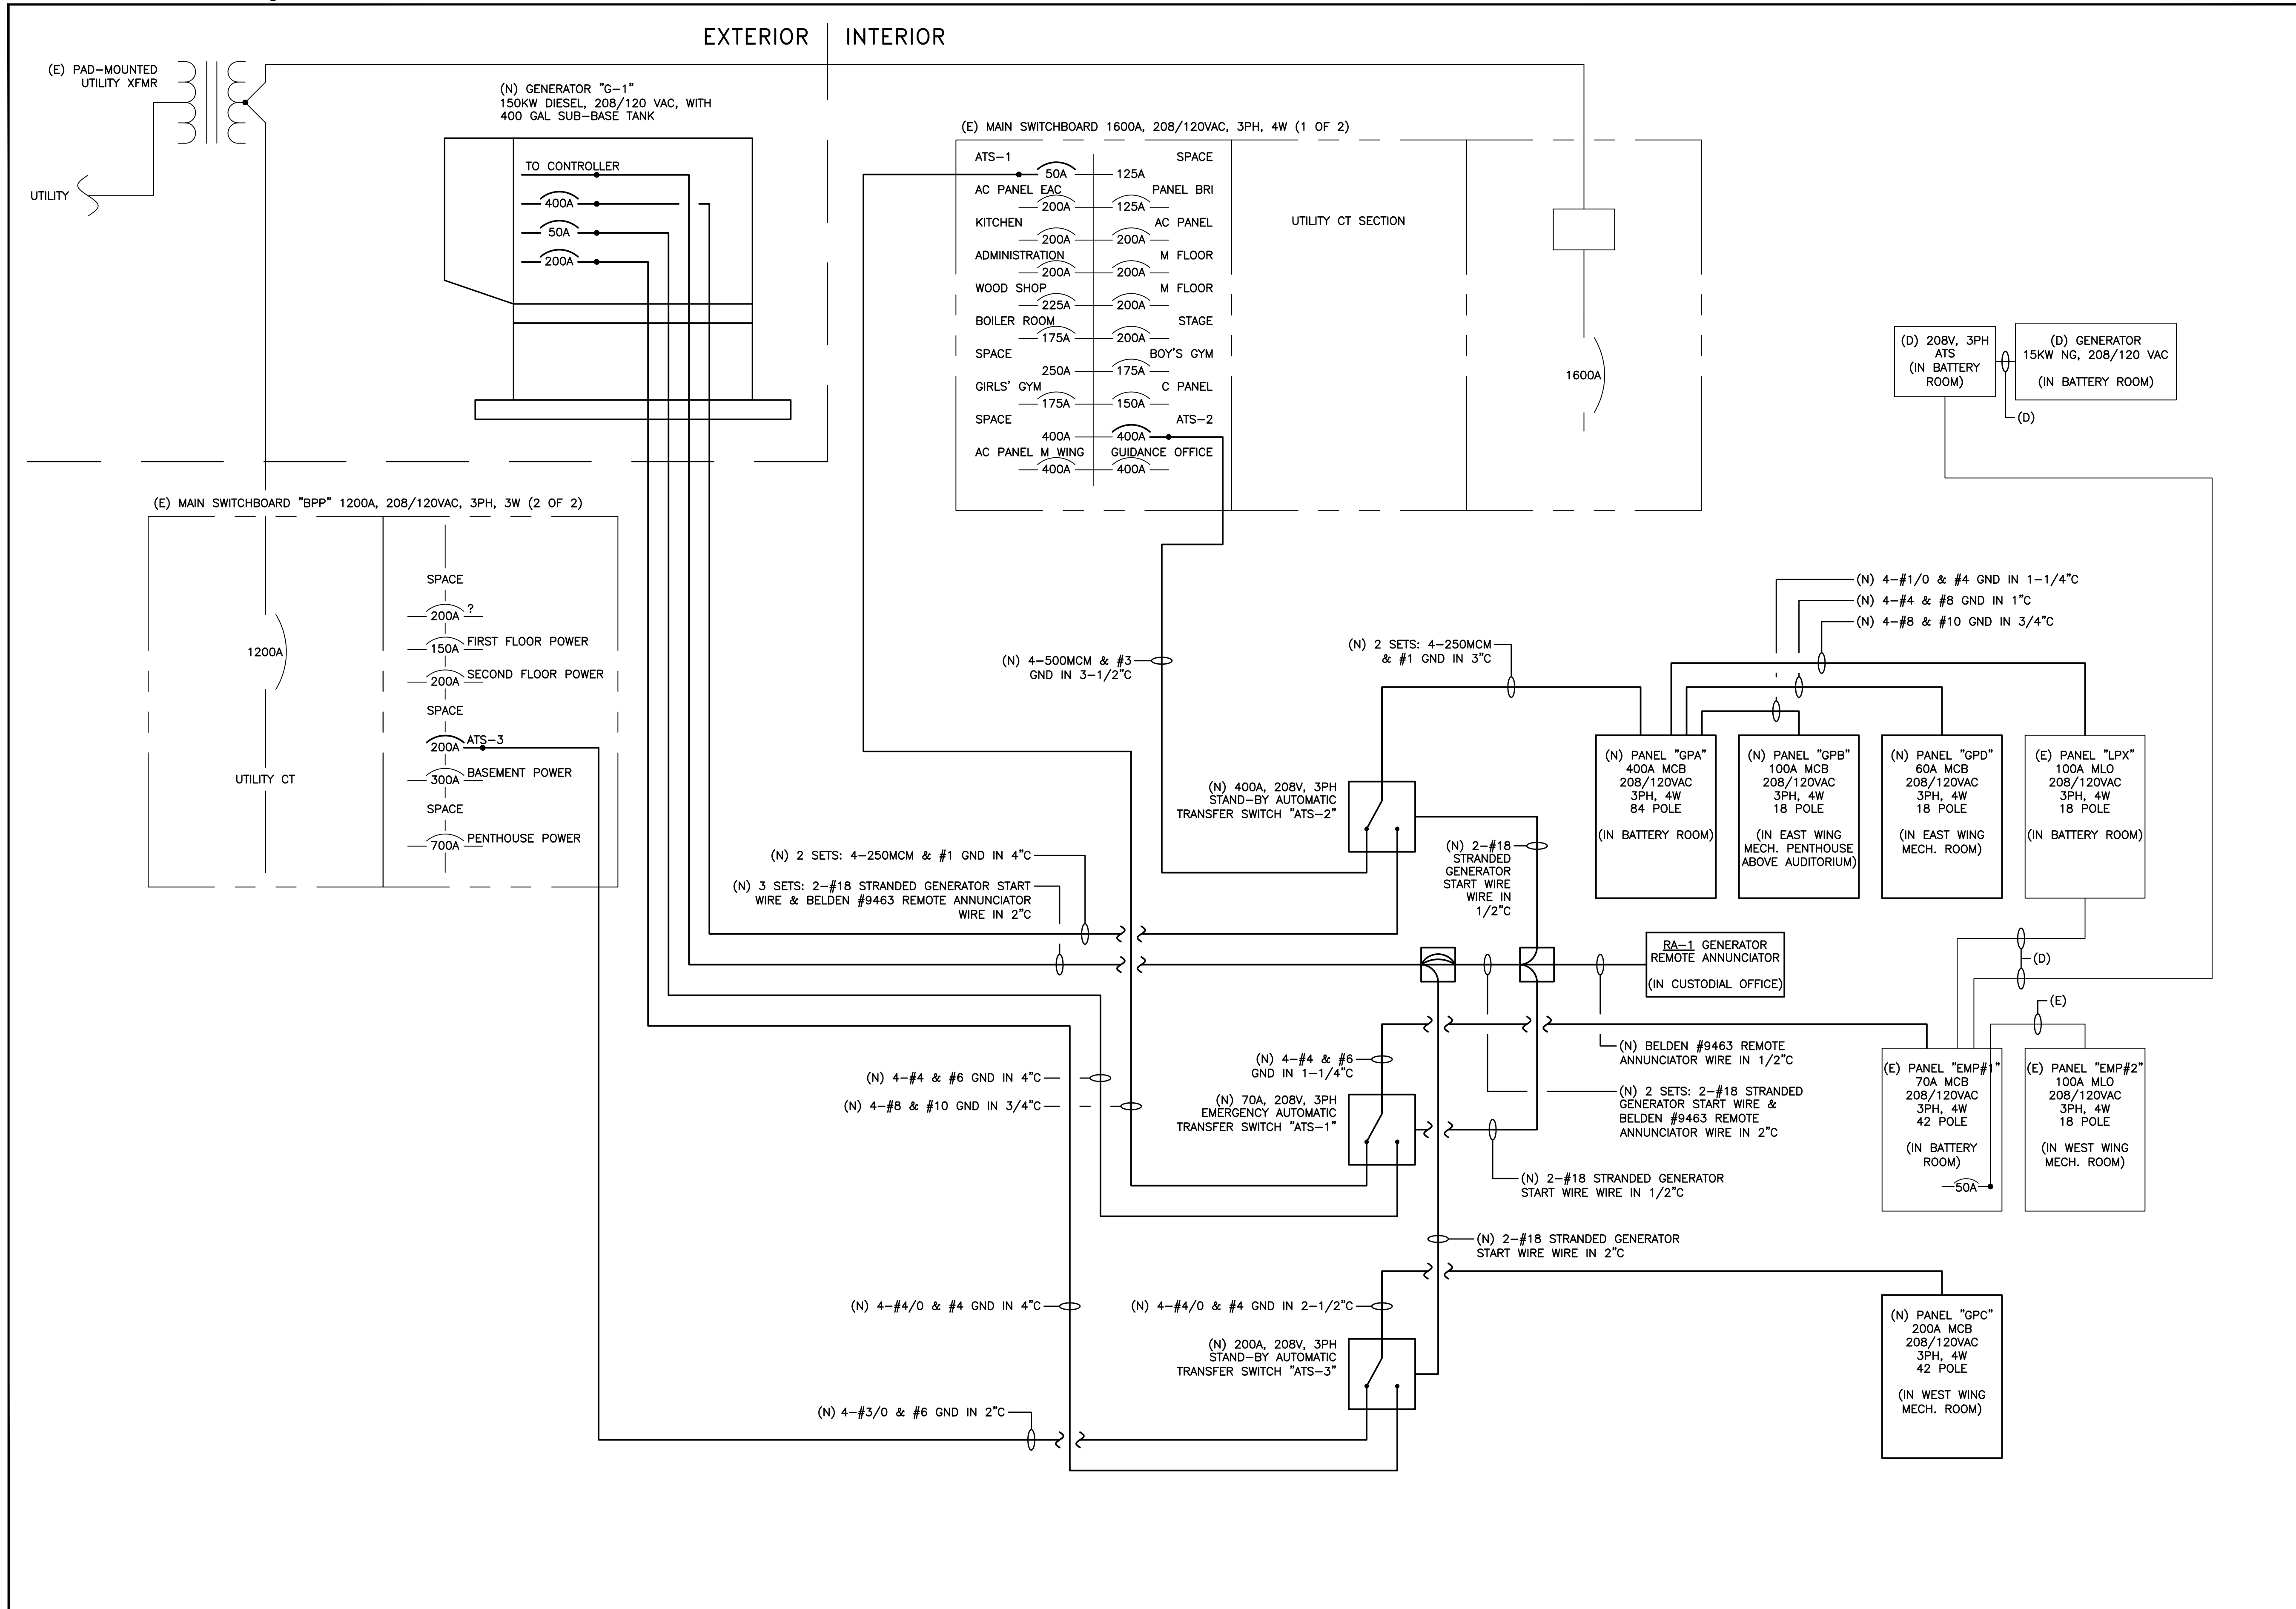 EXTERIOR
INTERIOR
(E) PAD-MOUNTED
UTILITY XFMR
UTILITY
(N) GENERATOR "G-1"
150KW DIESEL, 208/120 VAC, WITH
400 GAL SUB-BASE TANK
TO CONTROLLER
400A
50A
200A
(E) MAIN SWITCHBOARD 1600A, 208/120VAC, 3PH, 4W (1 OF 2)
ATS-1 SPACE
50A 125A
AC PANEL EAC PANEL BRI
200A 125A
KITCHEN AC PANEL
200A 200A
ADMINISTRATION M FLOOR
200A 200A
WOOD SHOP M FLOOR
225A 200A
BOILER ROOM STAGE
175A 200A
SPACE BOY'S GYM
250A 175A
GIRLS' GYM C PANEL
175A 150A
SPACE ATS-2
400A 400A
AC PANEL M WING GUIDANCE OFFICE
400A 400A
UTILITY CT SECTION
1600A
(D) 208V, 3PH
ATS
(IN BATTERY
ROOM)
(D) GENERATOR
15KW NG, 208/120 VAC
(IN BATTERY ROOM)
(D)
(E) MAIN SWITCHBOARD "BPP" 1200A, 208/120VAC, 3PH, 3W (2 OF 2)
1200A
UTILITY CT
SPACE
200A ?
150A FIRST FLOOR POWER
200A SECOND FLOOR POWER
SPACE
200A ATS-3
300A BASEMENT POWER
SPACE
700A PENTHOUSE POWER
(N) 4-#1/0 & #4 GND IN 1-1/4"C
(N) 4-#4 & #8 GND IN 1"C
(N) 4-#8 & #10 GND IN 3/4"C
(N) 2 SETS: 4-250MCM
& #1 GND IN 3"C
(N) 4-500MCM & #3
GND IN 3-1/2"C
(N) PANEL "GPA"
400A MCB
208/120VAC
3PH, 4W
84 POLE
(IN BATTERY ROOM)
(N) PANEL "GPB"
100A MCB
208/120VAC
3PH, 4W
18 POLE
(IN EAST WING
MECH. PENTHOUSE
ABOVE AUDITORIUM)
(N) PANEL "GPD"
60A MCB
208/120VAC
3PH, 4W
18 POLE
(IN EAST WING
MECH. ROOM)
(E) PANEL "LPX"
100A MLO
208/120VAC
3PH, 4W
18 POLE
(IN BATTERY ROOM)
(N) 400A, 208V, 3PH
STAND-BY AUTOMATIC
TRANSFER SWITCH "ATS-2"
(N) 2-#18
STRANDED
GENERATOR
START WIRE
WIRE IN
1/2"C
(N) 2 SETS: 4-250MCM & #1 GND IN 4"C
(N) 3 SETS: 2-#18 STRANDED GENERATOR START
WIRE & BELDEN #9463 REMOTE ANNUNCIATOR
WIRE IN 2"C
RA-1 GENERATOR
REMOTE ANNUNCIATOR
(IN CUSTODIAL OFFICE)
(D)
(E)
(N) BELDEN #9463 REMOTE
ANNUNCIATOR WIRE IN 1/2"C
(N) 2 SETS: 2-#18 STRANDED
GENERATOR START WIRE &
BELDEN #9463 REMOTE
ANNUNCIATOR WIRE IN 2"C
(N) 4-#4 & #6
GND IN 1-1/4"C
(N) 4-#4 & #6 GND IN 4"C
(N) 4-#8 & #10 GND IN 3/4"C
(N) 70A, 208V, 3PH
EMERGENCY AUTOMATIC
TRANSFER SWITCH "ATS-1"
(E) PANEL "EMP#1"
70A MCB
208/120VAC
3PH, 4W
42 POLE
(IN BATTERY
ROOM)
50A
(E) PANEL "EMP#2"
100A MLO
208/120VAC
3PH, 4W
18 POLE
(IN WEST WING
MECH. ROOM)
(N) 2-#18 STRANDED GENERATOR
START WIRE WIRE IN 1/2"C
(N) 2-#18 STRANDED GENERATOR
START WIRE WIRE IN 2"C
(N) 4-#4/0 & #4 GND IN 4"C
(N) 4-#4/0 & #4 GND IN 2-1/2"C
(N) 200A, 208V, 3PH
STAND-BY AUTOMATIC
TRANSFER SWITCH "ATS-3"
(N) 4-#3/0 & #6 GND IN 2"C
(N) PANEL "GPC"
200A MCB
208/120VAC
3PH, 4W
42 POLE
(IN WEST WING
MECH. ROOM)